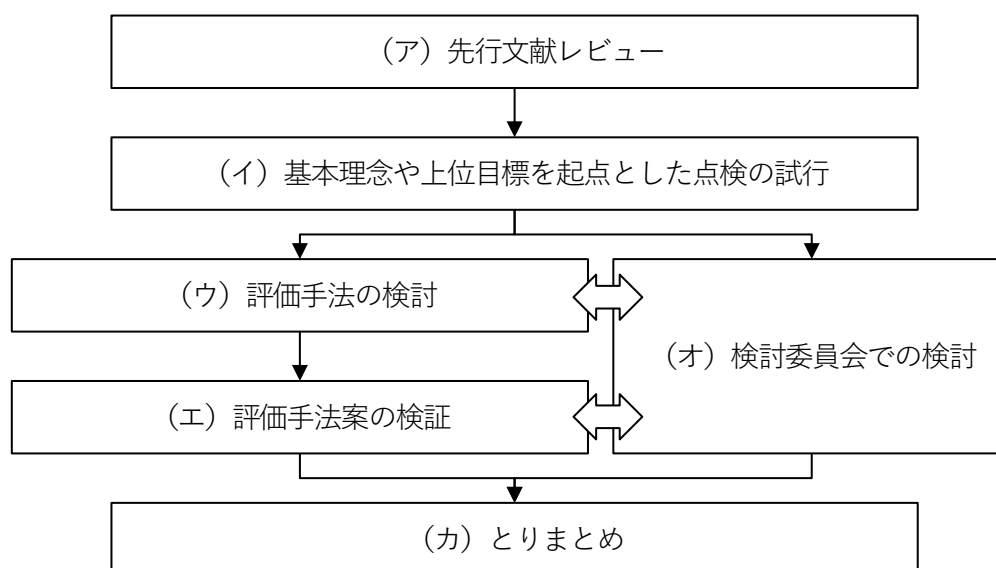 （ア）先行文献レビュー
（イ）基本理念や上位目標を起点とした点検の試行
（ウ）評価手法の検討
（オ）検討委員会での検討
（エ）評価手法案の検証
（カ）とりまとめ